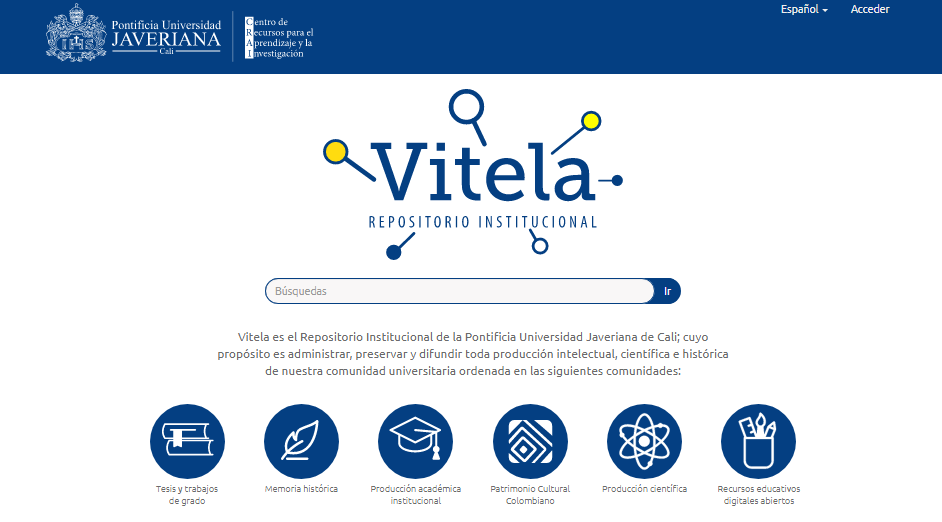 Pontificia Universidad
JAVERIANA
Cali
Centro de
Recursos para el
Aprendizaje y la
Investigación
Español
Acceder
Vitela
REPOSITORIO INSTITUCIONAL
Búsquedas
Ir
Vitela es el Repositorio Institucional de la Pontificia Universidad Javeriana de Cali; cuyo
propósito es administrar, preservar y difundir toda producción intelectual, científica e histórica
de nuestra comunidad universitaria ordenada en las siguientes comunidades:
Tesis y trabajos
de grado
Memoria histórica
Producción académica
institucional
Patrimonio Cultural
Colombiano
Producción científica
Recursos educativos
digitales abiertos